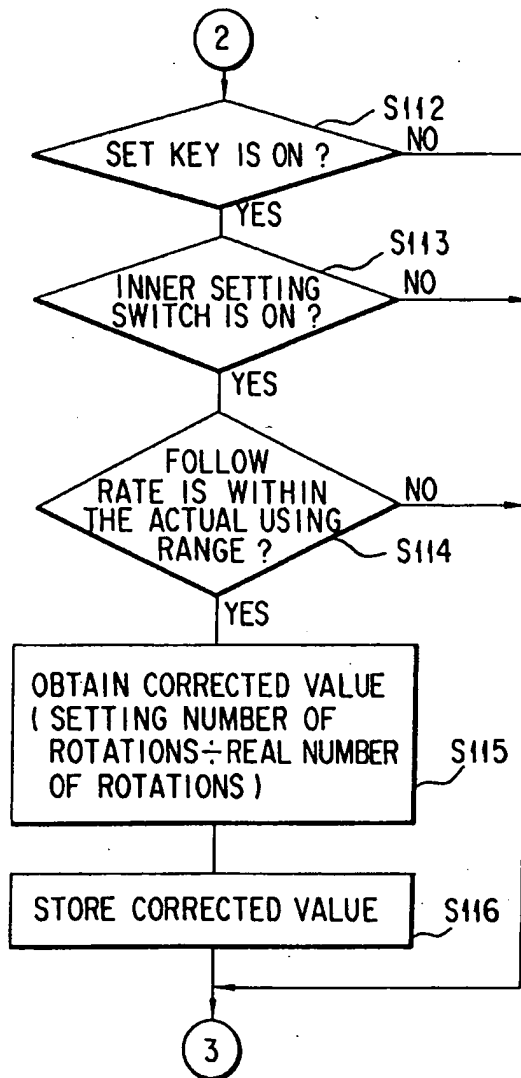 2
S112
SET KEY IS ON ?
NO
YES
S113
INNER SETTING
SWITCH IS ON ?
NO
YES
FOLLOW
RATE IS WITHIN
THE ACTUAL USING
RANGE ?
NO
S114
YES
OBTAIN CORRECTED VALUE
( SETTING NUMBER OF
ROTATIONS÷REAL NUMBER
OF ROTATIONS )
S115
STORE CORRECTED VALUE
S116
3